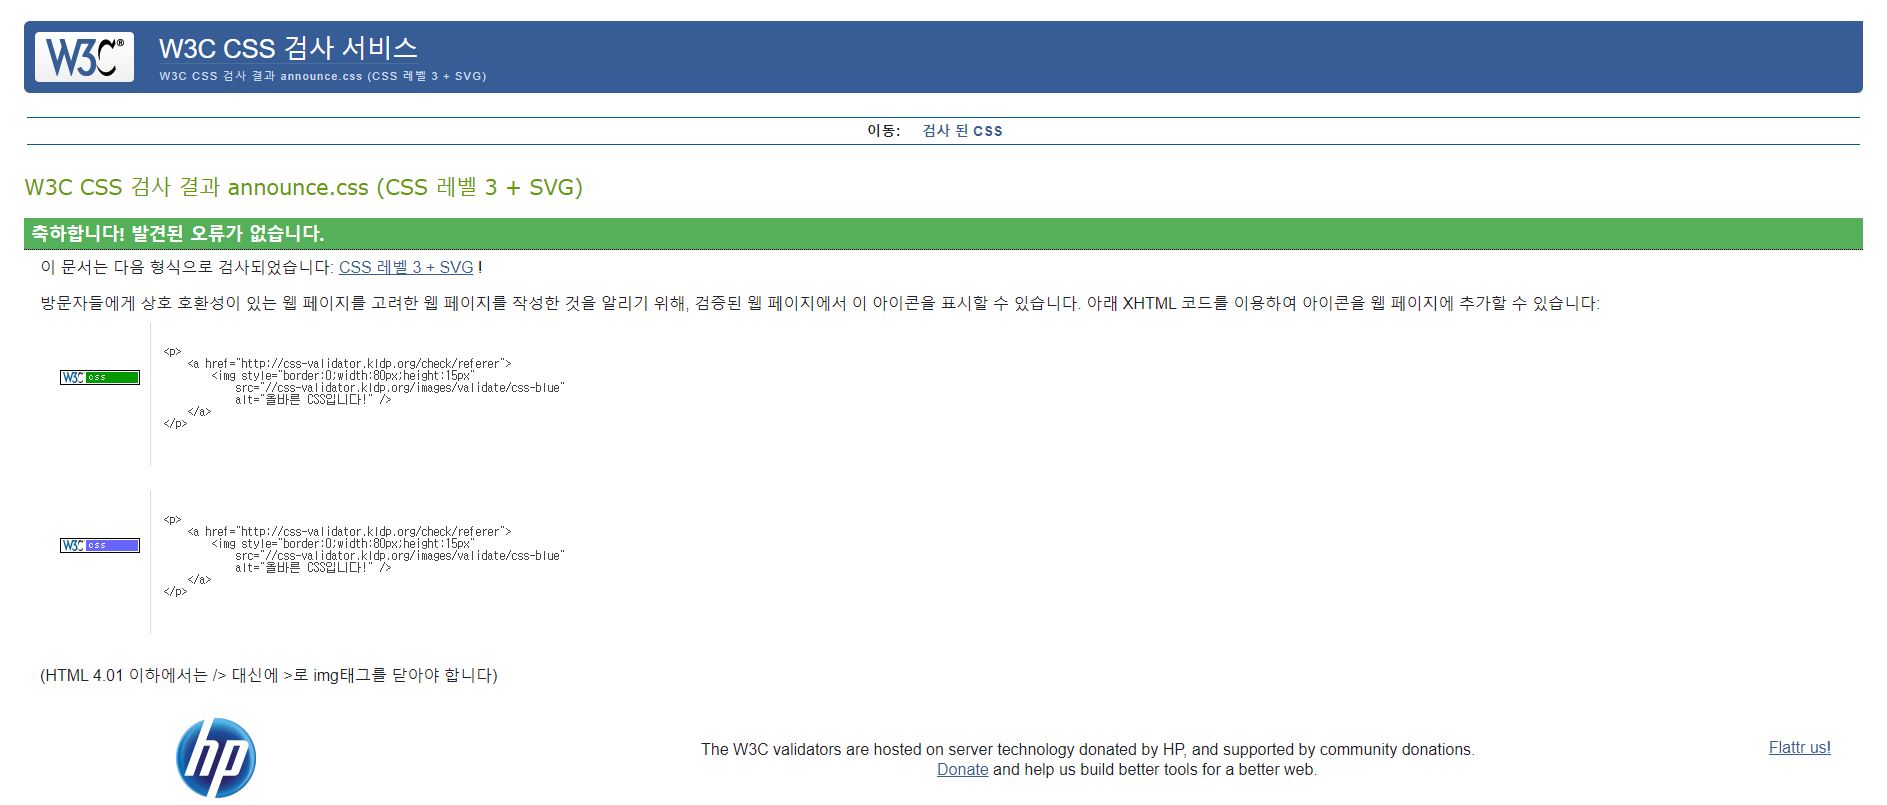 W3C®
W3C CSS 검사 서비스
W3C CSS 검사 결과 announce.css (CSS 레벨 3 + SVG)
이동: 검사 된 CSS
W3C CSS 검사 결과 announce.css (CSS 레벨 3 + SVG)
축하합니다! 발견된 오류가 없습니다.
이 문서는 다음 형식으로 검사되었습니다: CSS 레벨 3 + SVG !
방문자들에게 상호 호환성이 있는 웹 페이지를 고려한 웹 페이지를 작성한 것을 알리기 위해, 검증된 웹 페이지에서 이 아이콘을 표시할 수 있습니다. 아래 XHTML 코드를 이용하여 아이콘을 웹 페이지에 추가할 수 있습니다:
W3C css
<p>
<a href="http://css-validator.kldp.org/check/referer">
<img style="border:0;width:80px;height:15px"
src="//css-validator.kldp.org/images/validate/css-blue"
alt="올바른 CSS입니다!" />
</a>
</p>
W3C css
<p>
<a href="http://css-validator.kldp.org/check/referer">
<img style="border:0;width:80px;height:15px"
src="//css-validator.kldp.org/images/validate/css-blue"
alt="올바른 CSS입니다!" />
</a>
</p>
(HTML 4.01 이하에서는 /> 대신에 >로 img태그를 닫아야 합니다)
hp
The W3C validators are hosted on server technology donated by HP, and supported by community donations.
Donate and help us build better tools for a better web.
Flattr us!